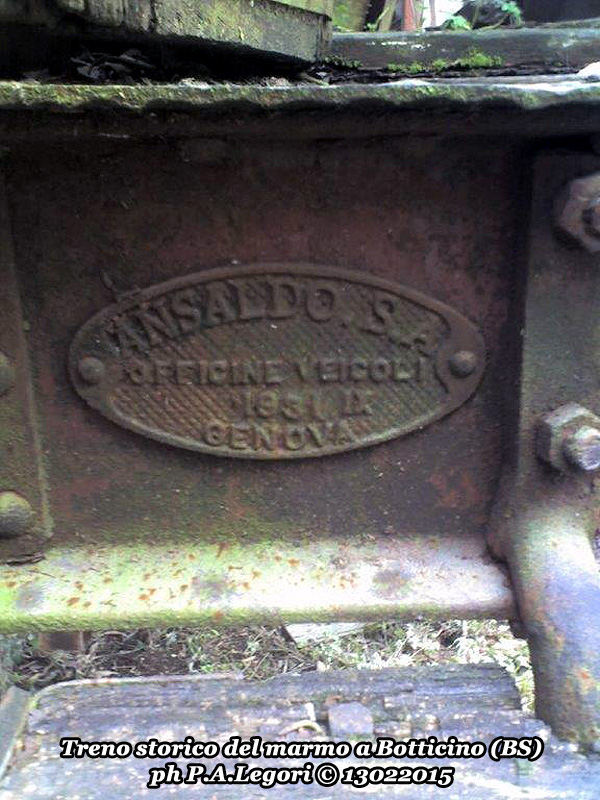 ANSALDO. S.A
OFFICINE VEICOLI
1931 IX
GENOVA
Treno storico del marmo a Botticino (BS)
ph P.A.Legori © 13022015